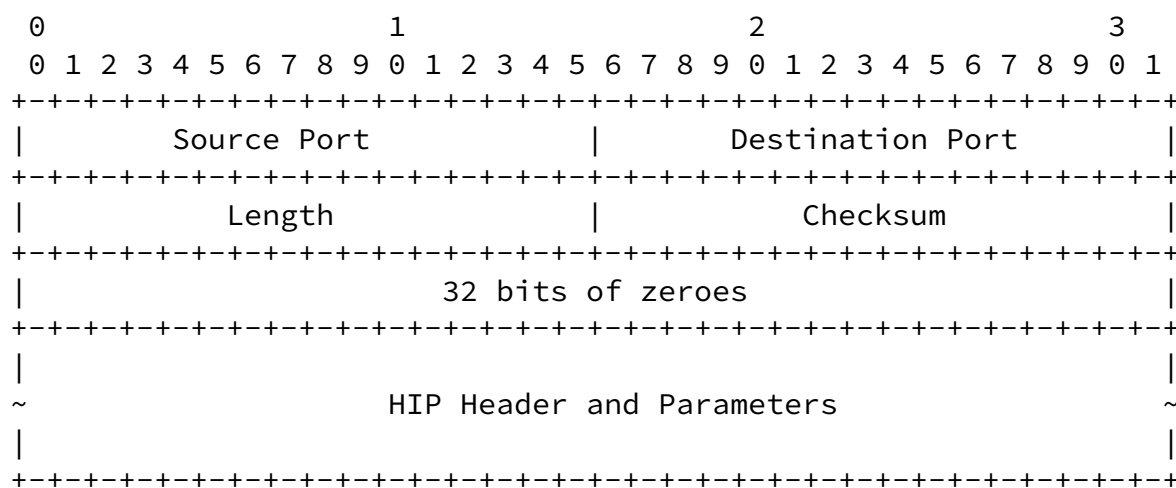 0                   1                   2                   3
 0 1 2 3 4 5 6 7 8 9 0 1 2 3 4 5 6 7 8 9 0 1 2 3 4 5 6 7 8 9 0 1
+-+-+-+-+-+-+-+-+-+-+-+-+-+-+-+-+-+-+-+-+-+-+-+-+-+-+-+-+-+-+-+-+
|        Source Port            |       Destination Port        |
+-+-+-+-+-+-+-+-+-+-+-+-+-+-+-+-+-+-+-+-+-+-+-+-+-+-+-+-+-+-+-+-+
|           Length              |           Checksum            |
+-+-+-+-+-+-+-+-+-+-+-+-+-+-+-+-+-+-+-+-+-+-+-+-+-+-+-+-+-+-+-+-+
|                       32 bits of zeroes                       |
+-+-+-+-+-+-+-+-+-+-+-+-+-+-+-+-+-+-+-+-+-+-+-+-+-+-+-+-+-+-+-+-+
|                                                               |
~                    HIP Header and Parameters                  ~
|                                                               |
+-+-+-+-+-+-+-+-+-+-+-+-+-+-+-+-+-+-+-+-+-+-+-+-+-+-+-+-+-+-+-+-+